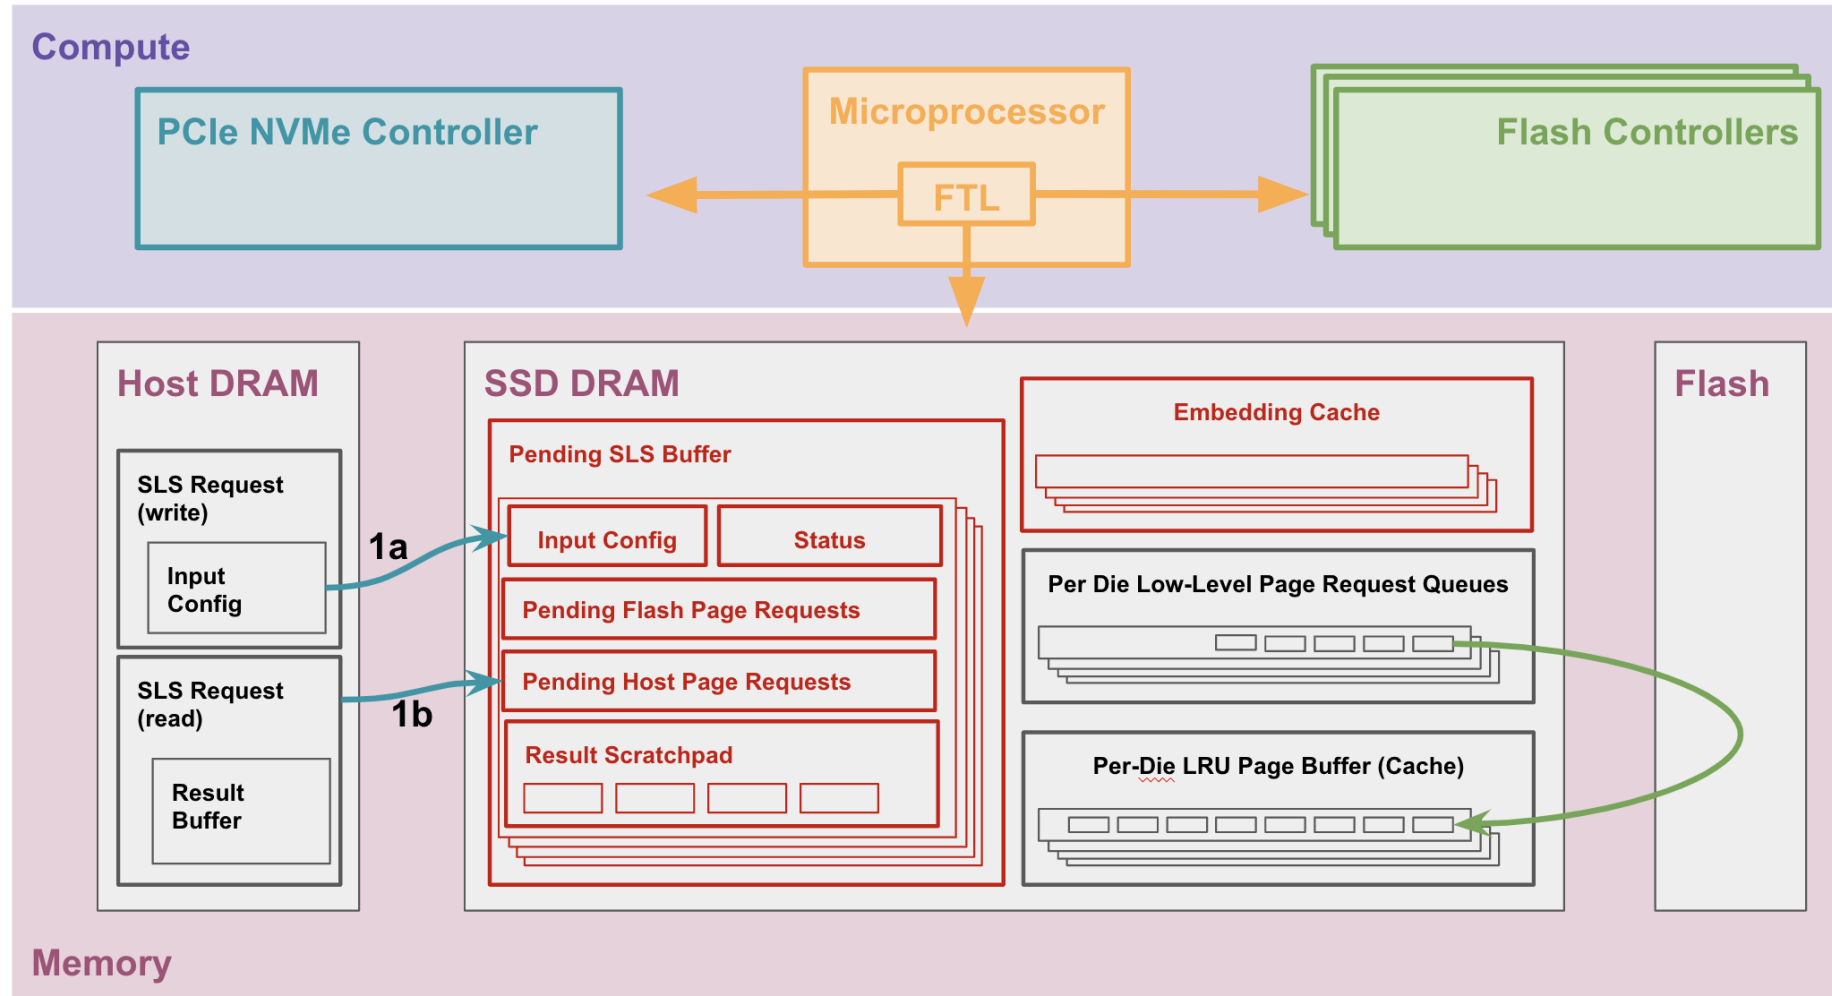 Compute
PCIe NVMe Controller
Microprocessor
FTL
Flash Controllers
Host DRAM
SLS Request
(write)
Input
Config
SLS Request
(read)
Result
Buffer
1a
1b
SSD DRAM
Pending SLS Buffer
Input Config
Status
Pending Flash Page Requests
Pending Host Page Requests
Result Scratchpad
Embedding Cache
Per Die Low-Level Page Request Queues
Per-Die LRU Page Buffer (Cache)
Flash
Memory